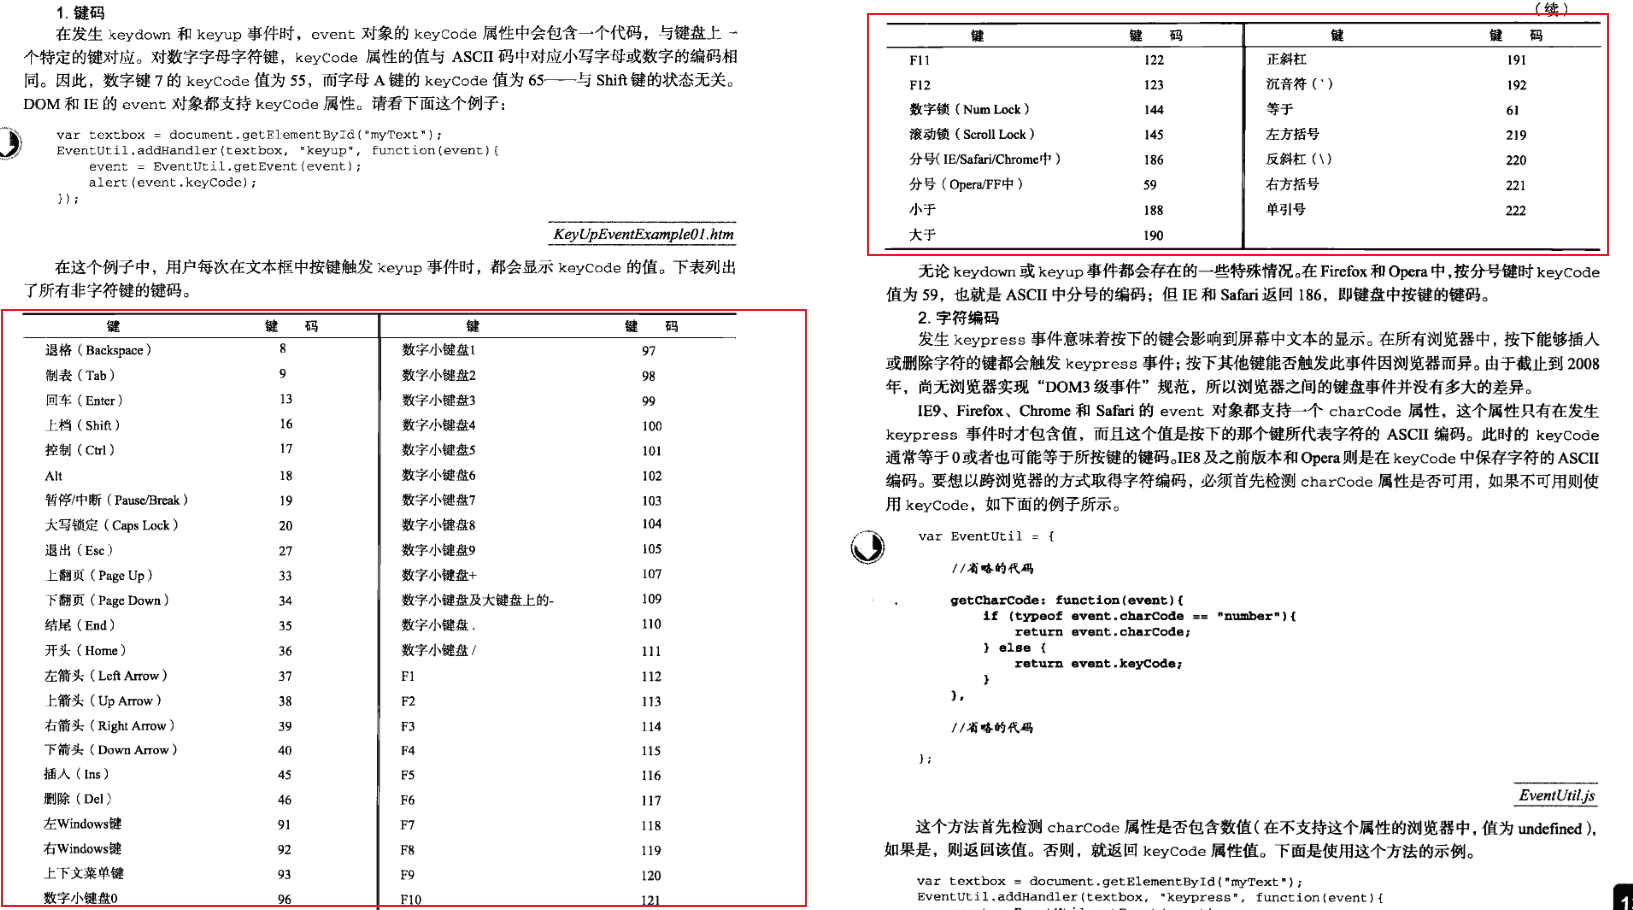 1. 键码
在发生 keydown 和 keyup 事件时，event 对象的 keyCode 属性中会包含一个代码，与键盘上一
个特定的键对应。对数字字母字符键，keyCode 属性的值与 ASCII 码中对应小写字母或数字的编码相
同。因此，数字键 7 的 keyCode 值为 55，而字母 A 键的 keyCode 值为 65——与 Shift 键的状态无关。
DOM 和 IE 的 event 对象都支持 keyCode 属性。请看下面这个例子：
var textbox = document.getElementById("myText");
EventUtil.addHandler(textbox, "keyup", function(event){
event = EventUtil.getEvent(event);
alert(event.keyCode);
});
KeyUpEventExample01.htm
在这个例子中，用户每次在文本框中按键触发 keyup 事件时，都会显示 keyCode 的值。下表列出
了所有非字符键的键码。
键 键 码 键 键 码
退格（Backspace） 8 数字小键盘1 97
制表（Tab） 9 数字小键盘2 98
回车（Enter） 13 数字小键盘3 99
上档（Shift） 16 数字小键盘4 100
控制（Ctrl） 17 数字小键盘5 101
Alt 18 数字小键盘6 102
暂停/中断（Pause/Break） 19 数字小键盘7 103
大写锁定（Caps Lock） 20 数字小键盘8 104
退出（Esc） 27 数字小键盘9 105
上翻页（Page Up） 33 数字小键盘+ 107
下翻页（Page Down） 34 数字小键盘及大键盘上的- 109
结尾（End） 35 数字小键盘 . 110
开头（Home） 36 数字小键盘 / 111
左箭头（Left Arrow） 37 F1 112
上箭头（Up Arrow） 38 F2 113
右箭头（Right Arrow） 39 F3 114
下箭头（Down Arrow） 40 F4 115
插入（Ins） 45 F5 116
删除（Del） 46 F6 117
左Windows键 91 F7 118
右Windows键 92 F8 119
上下文菜单键 93 F9 120
数字小键盘0 96 F10 121
（续）
键 键 码 键 键 码
F11 122 正斜杠 191
F12 123 沉音符（`） 192
数字锁（Num Lock） 144 等于 61
滚动锁（Scroll Lock） 145 左方括号 219
分号（IE/Safari/Chrome中） 186 反斜杠（\） 220
分号（Opera/FF中） 59 右方括号 221
小于 188 单引号 222
大于 190
无论 keydown 或 keyup 事件都会存在的一些特殊情况。在 Firefox 和 Opera 中，按分号键时 keyCode
值为 59，也就是 ASCII 中分号的编码；但 IE 和 Safari 返回 186，即键盘中按键的键码。
2. 字符编码
发生 keypress 事件意味着按下的键会影响到屏幕中文本的显示。在所有浏览器中，按下能够插入
或删除字符的键都会触发 keypress 事件；按下其他键能否触发此事件因浏览器而异。由于截止到 2008
年，尚无浏览器实现“DOM3 级事件”规范，所以浏览器之间的键盘事件并没有多大的差异。
IE9、Firefox、Chrome 和 Safari 的 event 对象都支持一个 charCode 属性，这个属性只有在发生
keypress 事件时才包含值，而且这个值是按下的那个键所代表字符的 ASCII 编码。此时的 keyCode
通常等于 0 或者也可能等于所按键的键码。IE8 及之前版本和 Opera 则是在 keyCode 中保存字符的 ASCII
编码。要想以跨浏览器的方式取得字符编码，必须首先检测 charCode 属性是否可用，如果不可用则使
用 keyCode，如下面的例子所示。
var EventUtil = {
//省略的代码
getCharCode: function(event){
if (typeof event.charCode == "number"){
return event.charCode;
} else {
return event.keyCode;
}
},
//省略的代码
};
EventUtil.js
这个方法首先检测 charCode 属性是否包含数值（在不支持这个属性的浏览器中，值为 undefined），
如果是，则返回该值。否则，就返回 keyCode 属性值。下面是使用这个方法的示例。
var textbox = document.getElementById("myText");
EventUtil.addHandler(textbox, "keypress", function(event){